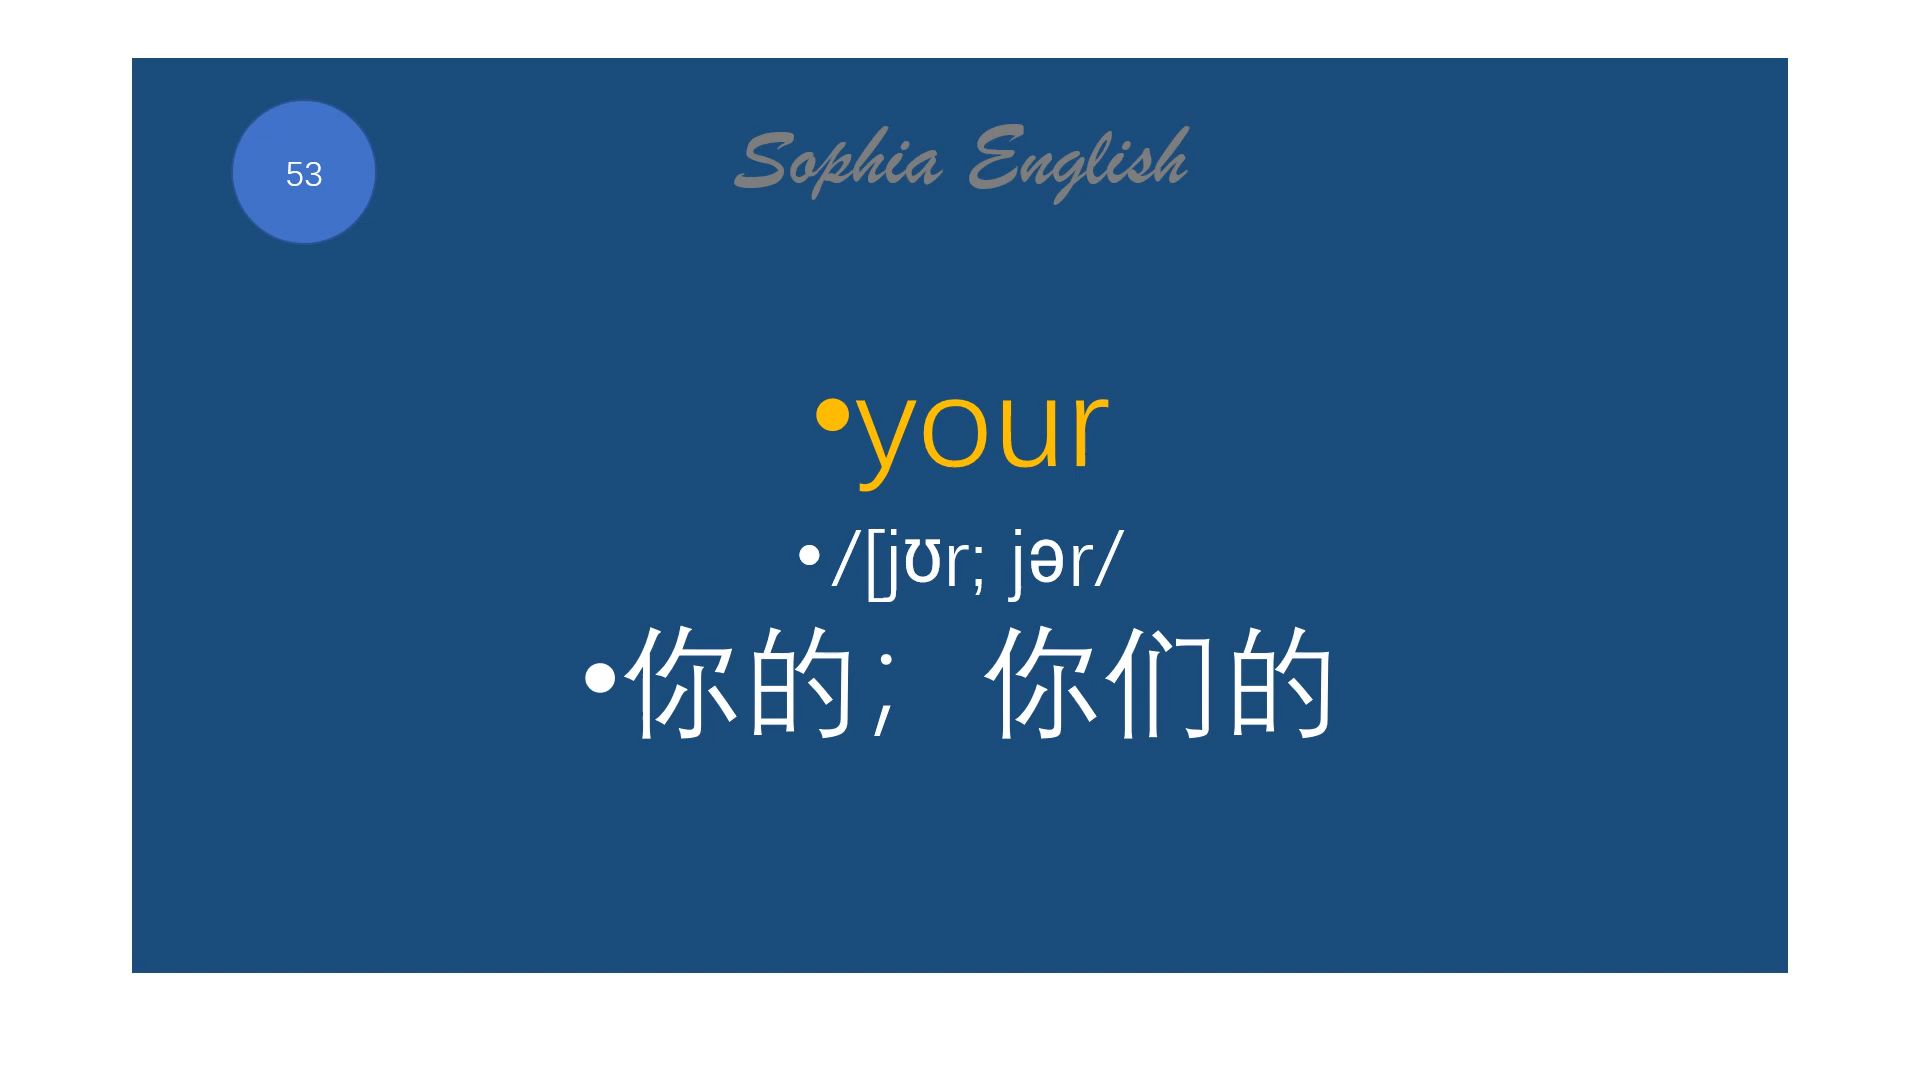 53
Sophia English
•your
•/[jʊr; jər/
•你的；你们的